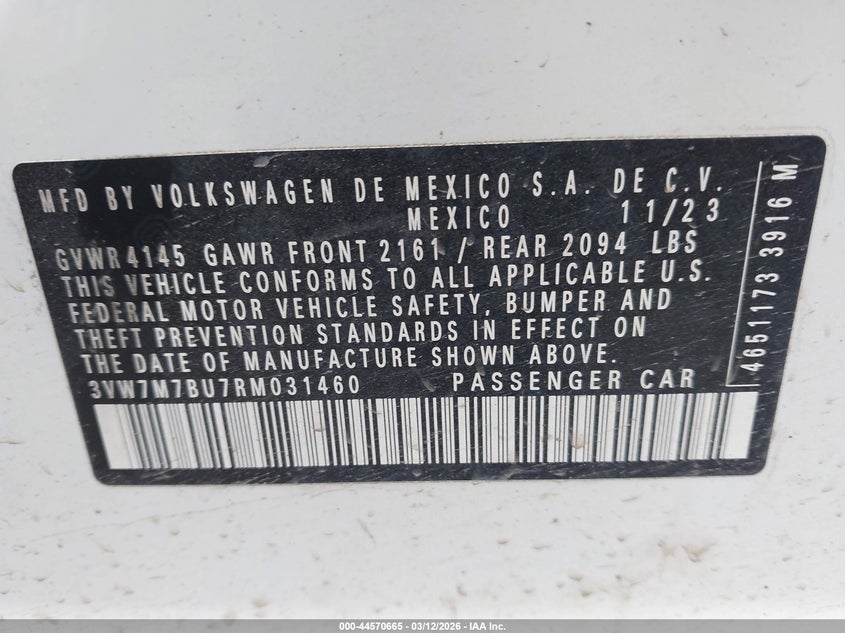 MFD BY VOLKSWAGEN DE MEXICO S.A. DE C.V.
MEXICO 11/23
GVWR 4145 GAWR FRONT 2161 / REAR 2094 LBS
THIS VEHICLE CONFORMS TO ALL APPLICABLE U.S.
FEDERAL MOTOR VEHICLE SAFETY, BUMPER AND
THEFT PREVENTION STANDARDS IN EFFECT ON
THE DATE OF MANUFACTURE SHOWN ABOVE.
3VW7M7BU7RM031460 PASSENGER CAR
4651173 3916 M
000-44570665 - 03/12/2026 - IAA Inc.